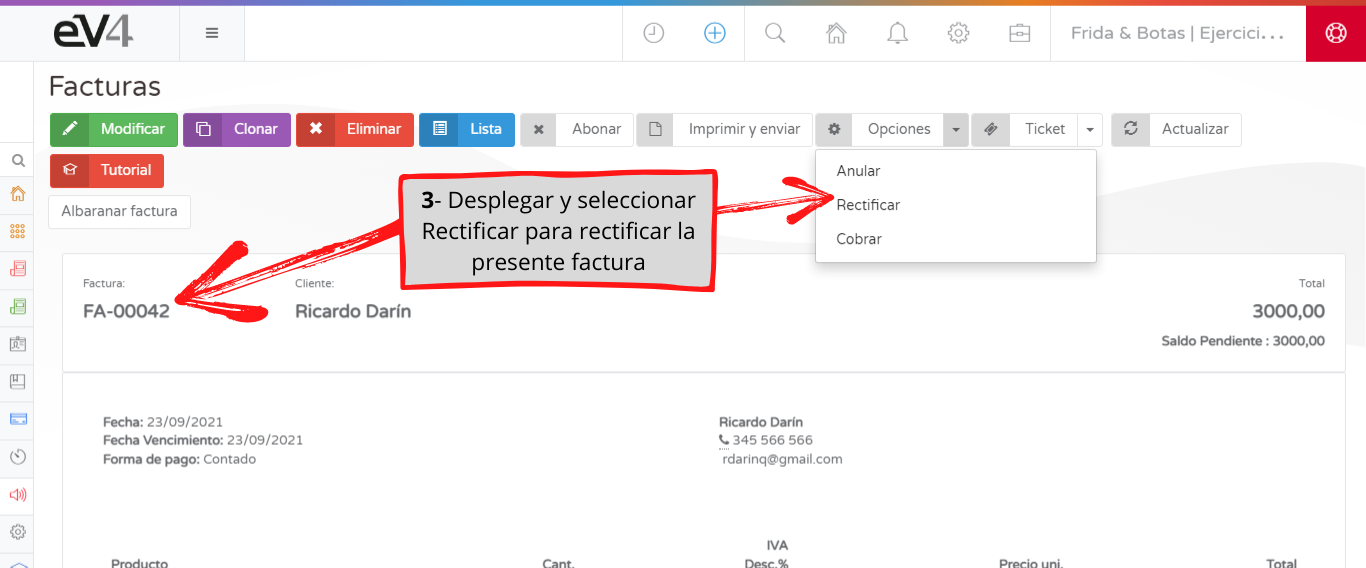 eV4
Frida & Botas | Ejercici...
Facturas
Modificar
Clonar
Eliminar
Lista
Abonar
Imprimir y enviar
Opciones
Ticket
Actualizar
Tutorial
Albaranar factura
Anular
Rectificar
Cobrar
3- Desplegar y seleccionar
Rectificar para rectificar la
presente factura
Factura:
Cliente:
Total
FA-00042
Ricardo Darín
3000,00
Saldo Pendiente : 3000,00
Fecha: 23/09/2021
Fecha Vencimiento: 23/09/2021
Forma de pago: Contado
Ricardo Darín
345 566 566
rdarinq@gmail.com
IVA
Producto
Cant.
Desc.%
Precio uni.
Total